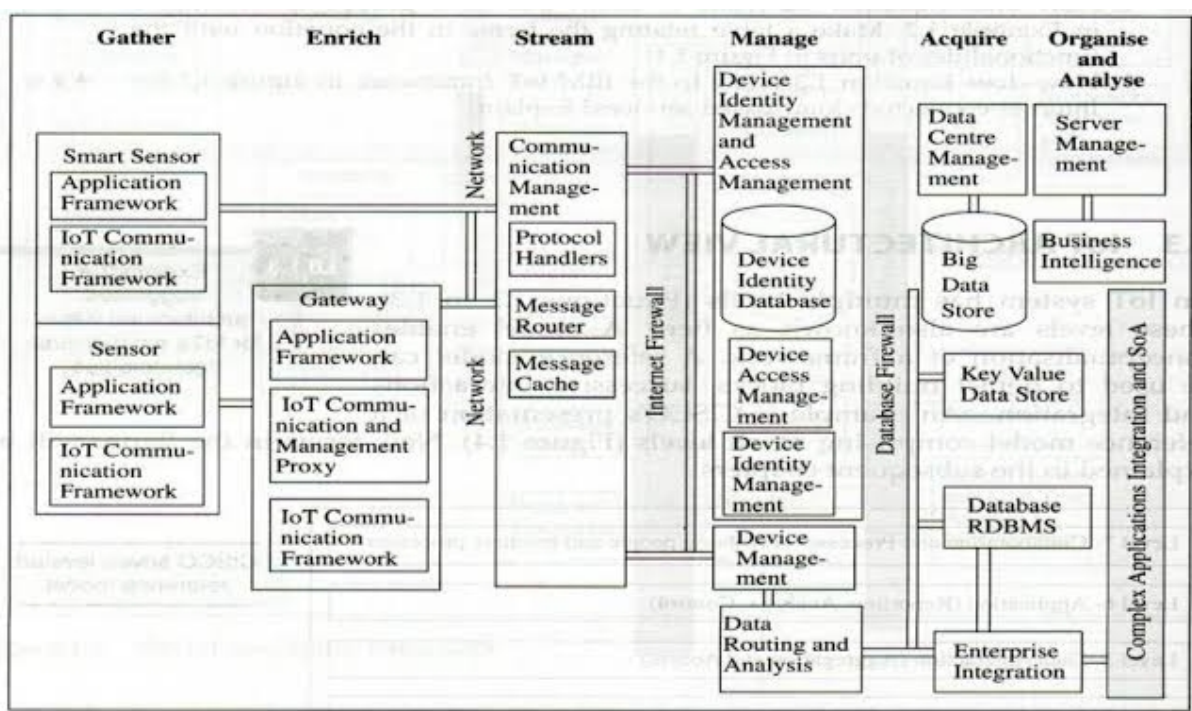 Gather
Enrich
Stream
Manage
Acquire
Organise
and
Analyse
Smart Sensor
Application
Framework
IoT Commu-
nication
Framework
Sensor
Application
Framework
IoT Commu-
nication
Framework
Gateway
Application
Framework
IoT Commu-
nication and
Management
Proxy
IoT Commu-
nication
Framework
Network
Network
Commu-
nication
Manage-
ment
Protocol
Handlers
Message
Router
Message
Cache
Internet Firewall
Device
Identity
Management
and
Access
Management
Device
Identity
Database
Device
Access
Manage-
ment
Device
Identity
Manage-
ment
Device
Manage-
ment
Data
Routing and
Analysis
Database Firewall
Data
Centre
Manage-
ment
Big
Data
Store
Key Value
Data Store
Database
RDBMS
Enterprise
Integration
Server
Manage-
ment
Business
Intelligence
Complex Applications Integration and SoA